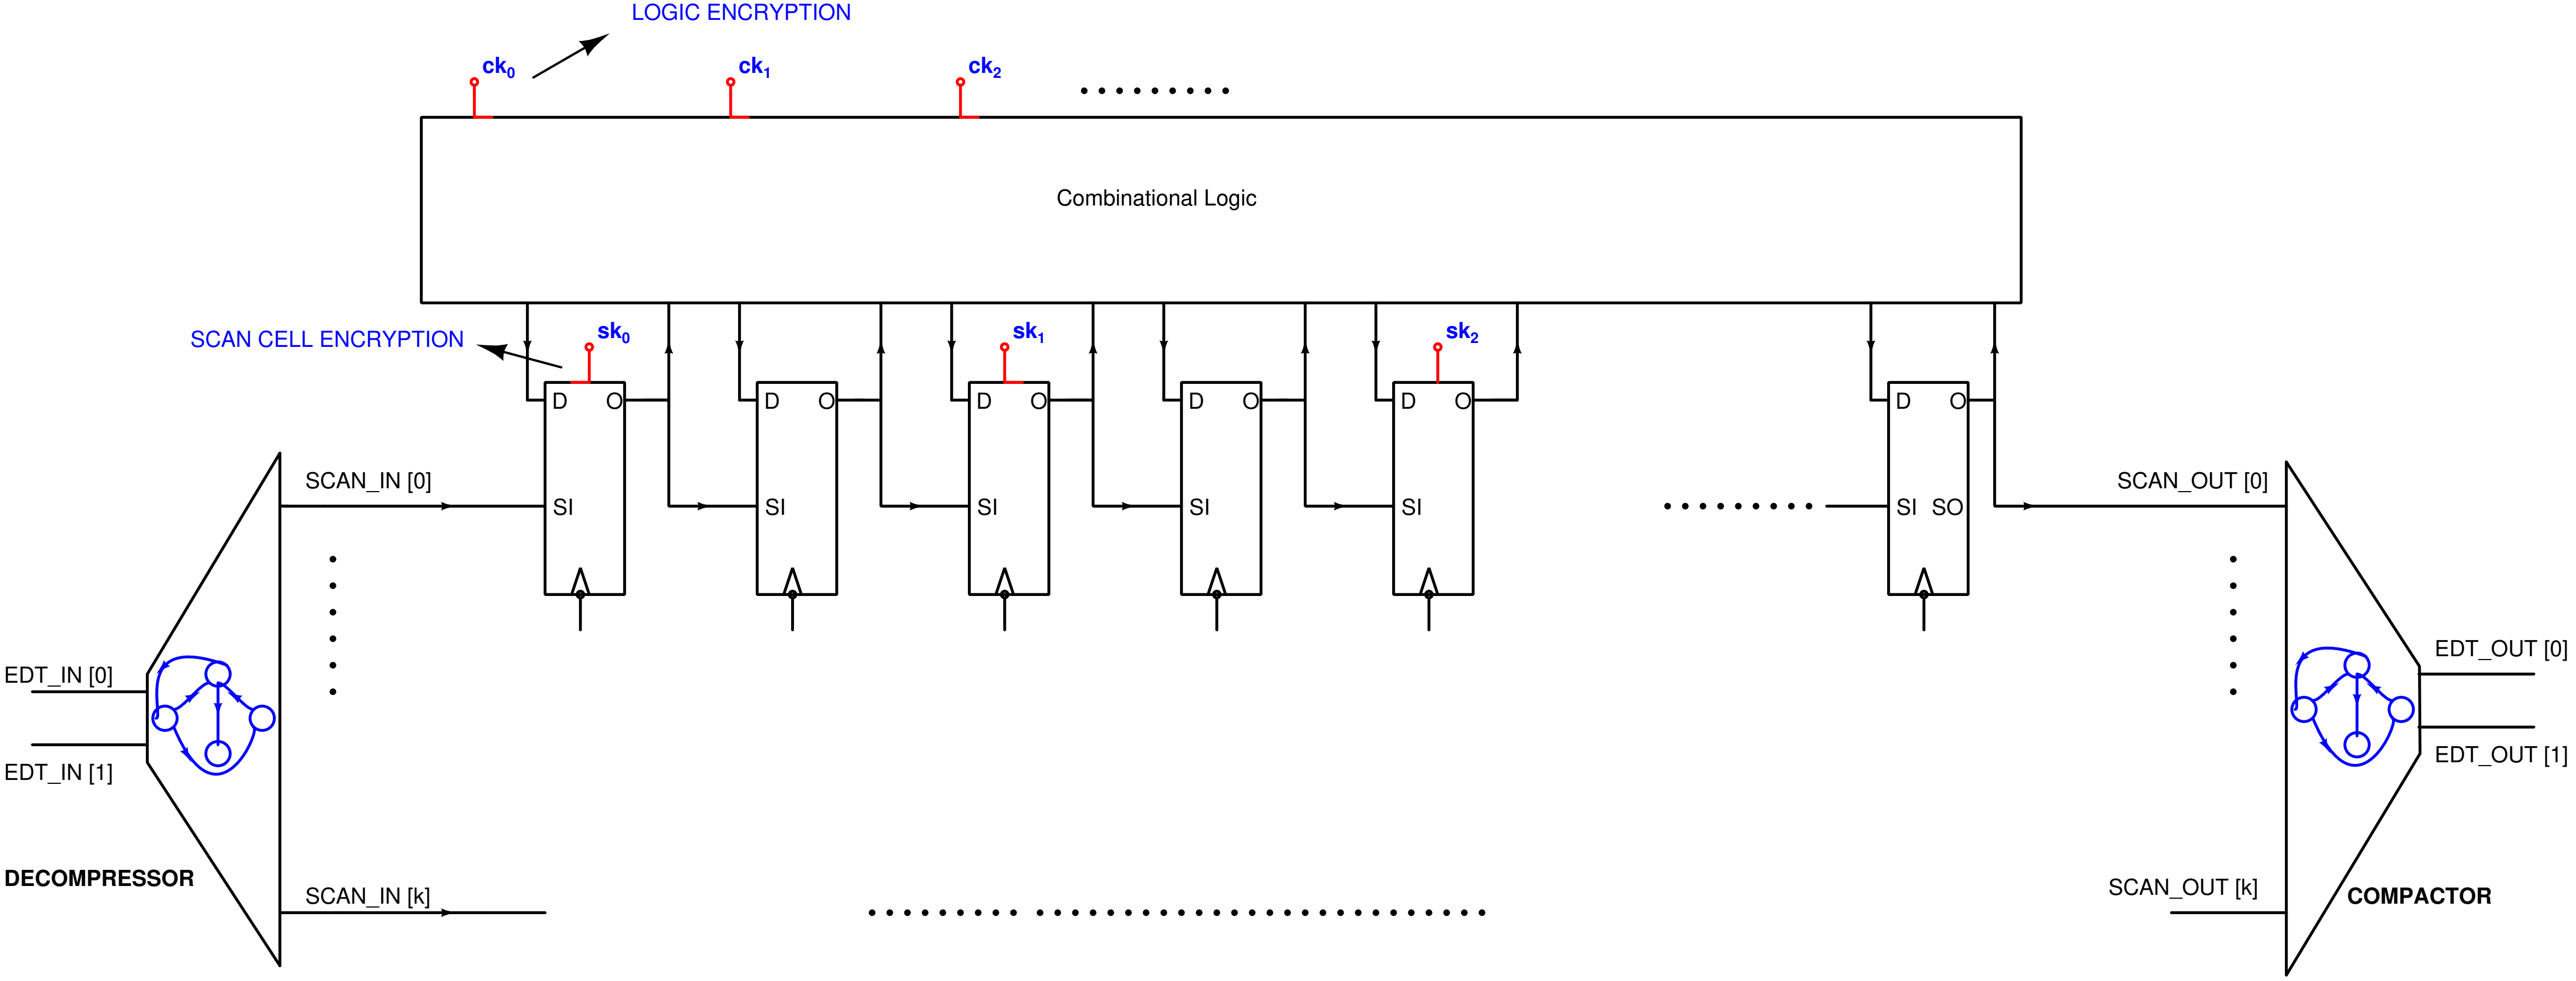 LOGIC ENCRYPTION
ck0
ck1
ck2
Combinational Logic
SCAN CELL ENCRYPTION
sk0
sk1
sk2
D O
D O
D O
D O
D O
D O
SCAN_IN [0]
SI
SI
SI
SI
SI
SI SO
SCAN_OUT [0]
EDT_IN [0]
EDT_OUT [0]
EDT_IN [1]
EDT_OUT [1]
DECOMPRESSOR
SCAN_IN [k]
SCAN_OUT [k]
COMPACTOR